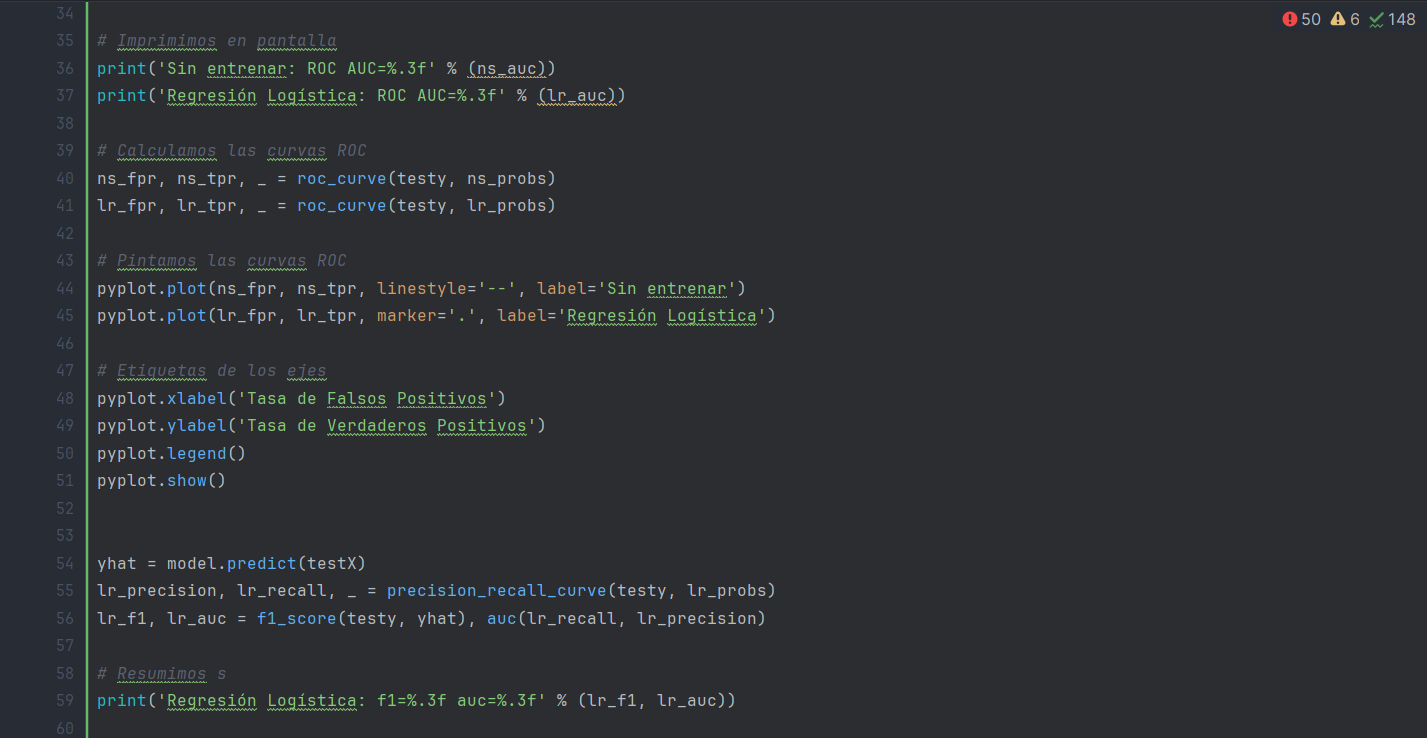 50 6 148
34
35 # Imprimimos en pantalla
36 print('Sin entrenar: ROC AUC=%.3f' % (ns_auc))
37 print('Regresión Logística: ROC AUC=%.3f' % (lr_auc))
38
39 # Calculamos las curvas ROC
40 ns_fpr, ns_tpr, _ = roc_curve(testy, ns_probs)
41 lr_fpr, lr_tpr, _ = roc_curve(testy, lr_probs)
42
43 # Pintamos las curvas ROC
44 pyplot.plot(ns_fpr, ns_tpr, linestyle='--', label='Sin entrenar')
45 pyplot.plot(lr_fpr, lr_tpr, marker='.', label='Regresión Logística')
46
47 # Etiquetas de los ejes
48 pyplot.xlabel('Tasa de Falsos Positivos')
49 pyplot.ylabel('Tasa de Verdaderos Positivos')
50 pyplot.legend()
51 pyplot.show()
52
53
54 yhat = model.predict(testX)
55 lr_precision, lr_recall, _ = precision_recall_curve(testy, lr_probs)
56 lr_f1, lr_auc = f1_score(testy, yhat), auc(lr_recall, lr_precision)
57
58 # Resumimos s
59 print('Regresión Logística: f1=%.3f auc=%.3f' % (lr_f1, lr_auc))
60